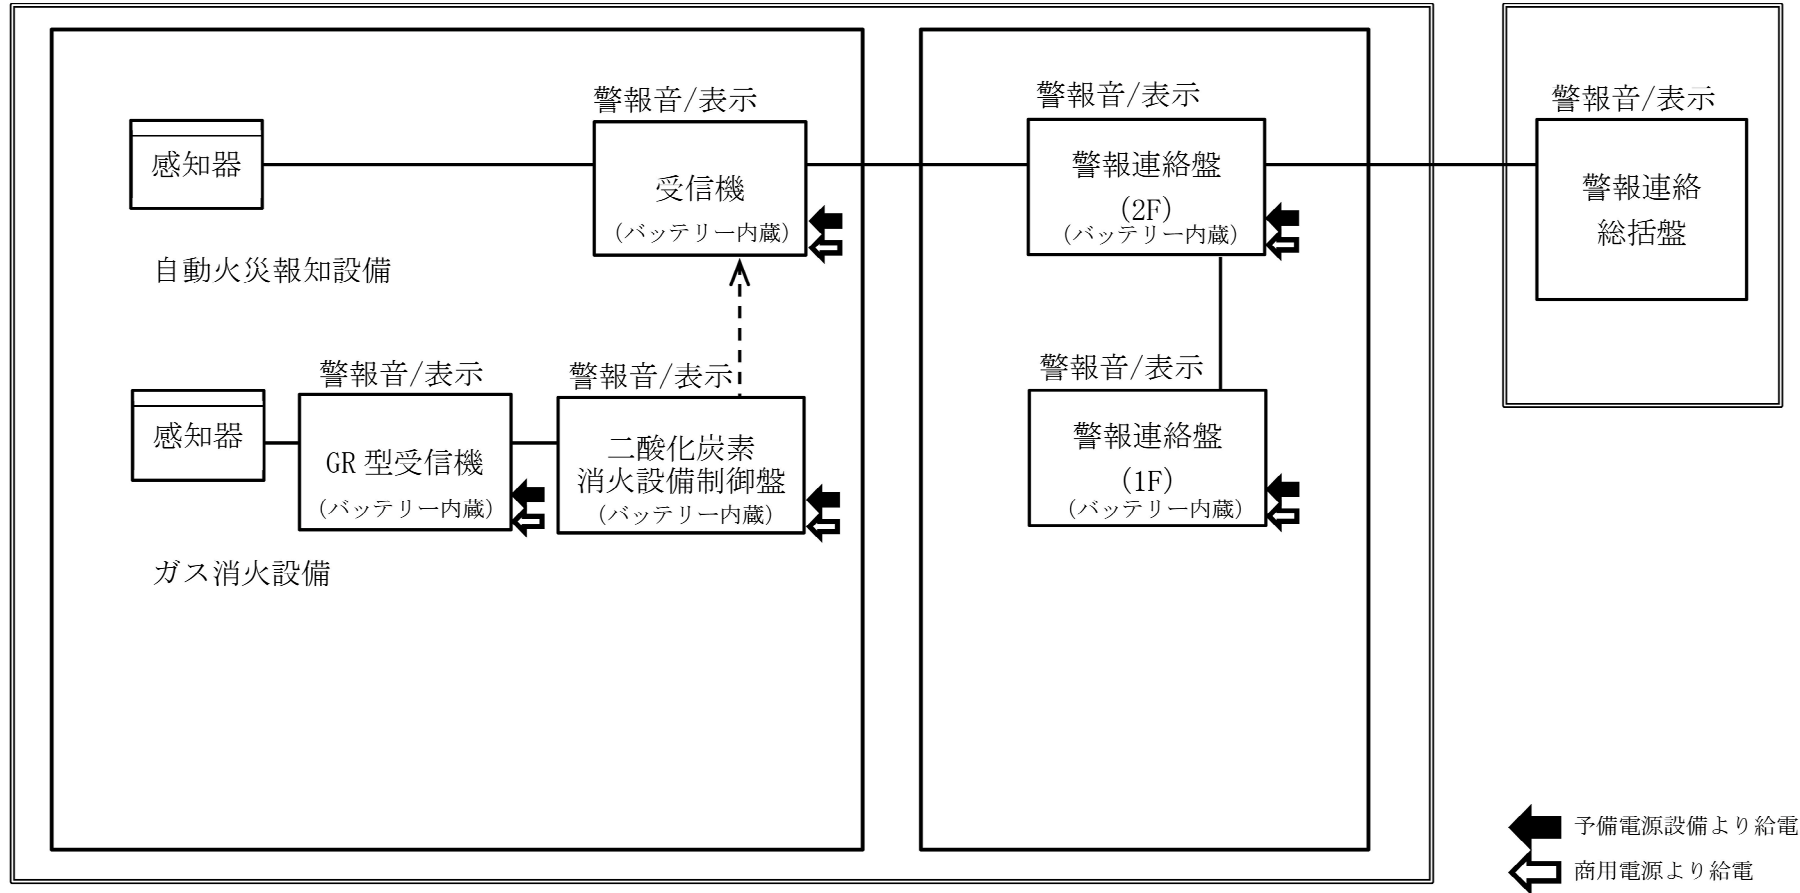 警報音/表示
警報音/表示
警報音/表示
感知器
受信機
(バッテリー内蔵)
警報連絡盤
(2F)
(バッテリー内蔵)
警報連絡
総括盤
自動火災報知設備
警報音/表示
警報音/表示
警報音/表示
感知器
GR 型受信機
(バッテリー内蔵)
二酸化炭素
消火設備制御盤
(バッテリー内蔵)
警報連絡盤
(1F)
(バッテリー内蔵)
ガス消火設備
予備電源設備より給電
商用電源より給電